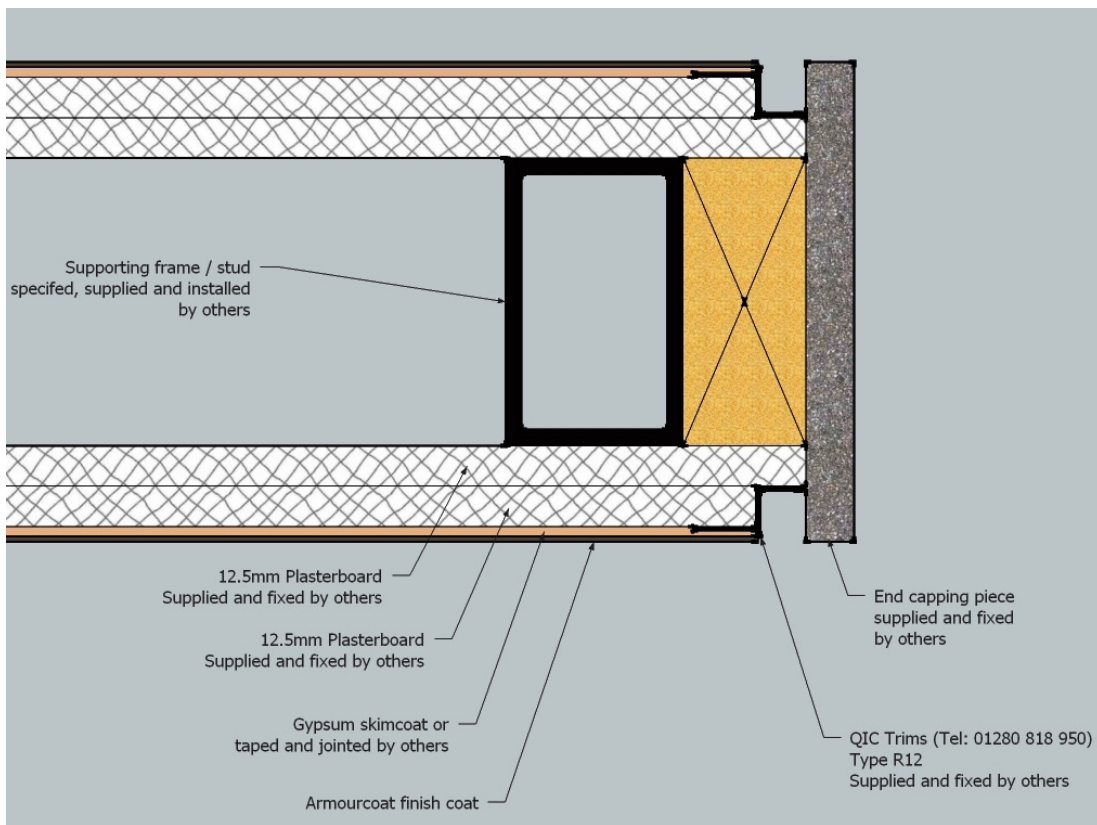 Supporting frame / stud
specifed, supplied and installed
by others
12.5mm Plasterboard
Supplied and fixed by others
12.5mm Plasterboard
Supplied and fixed by others
Gypsum skimcoat or
taped and jointed by others
Armourcoat finish coat
End capping piece
supplied and fixed
by others
QIC Trims (Tel: 01280 818 950)
Type R12
Supplied and fixed by others